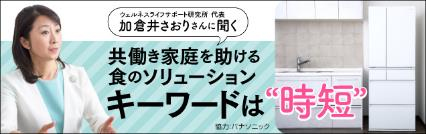 ウェルネスライフサポート研究所 代表
加倉井さおりさんに聞く
共働き家庭を助ける
食のソリューション
キーワードは“時短”
協力:パナソニック